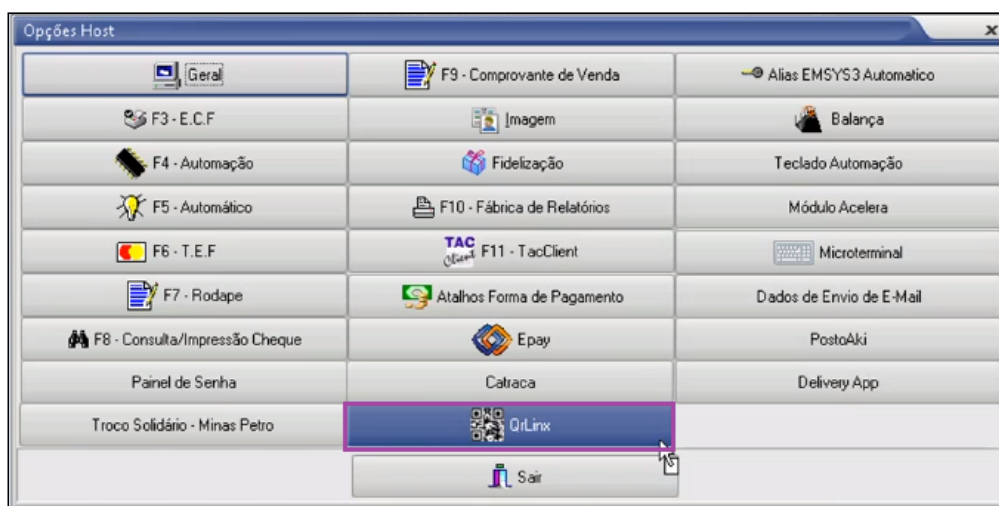 Opções Host
Geral F9 - Comprovante de Venda Alias EMSYS3 Automatico
F3 - E.C.F Imagem Balança
F4 - Automação Fidelização Teclado Automação
F5 - Automático F10 - Fábrica de Relatórios Módulo Acelera
F6 - T.E.F TAC Client F11 - TacClient Microterminal
F7 - Rodape Atalhos Forma de Pagamento Dados de Envio de E-Mail
F8 - Consulta/Impressão Cheque Epay PostoAki
Painel de Senha Catraca Delivery App
Troco Solidário - Minas Petro QrLinx
Sair